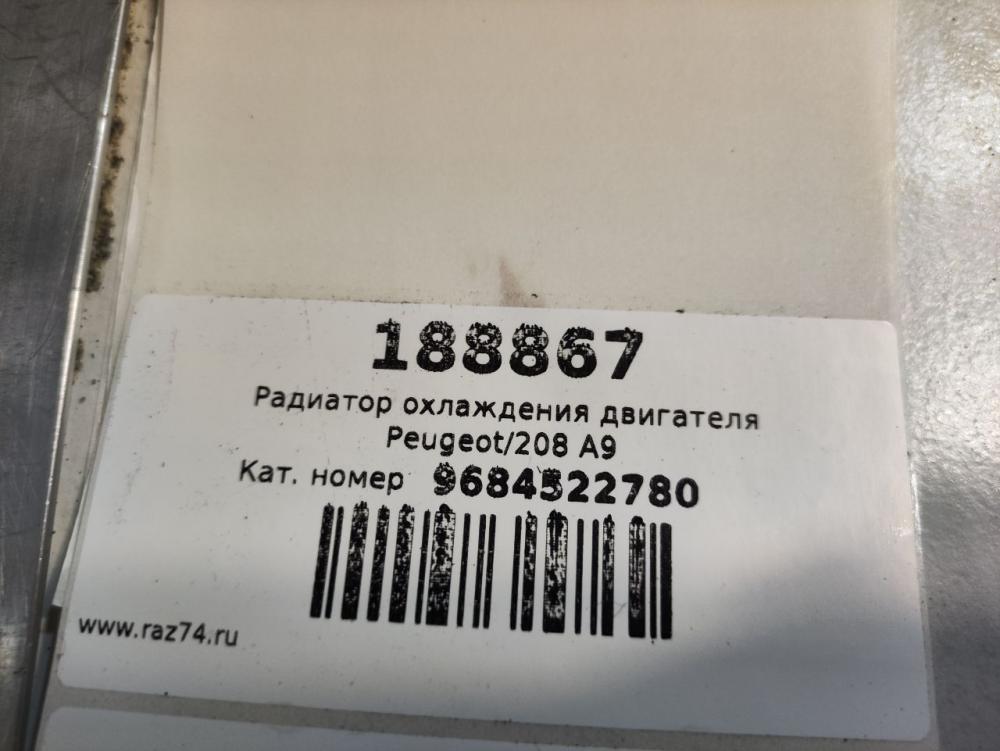 188867
Радиатор охлаждения двигателя
Peugeot/208 A9
Кат. номер 9684522780
www.raz74.ru